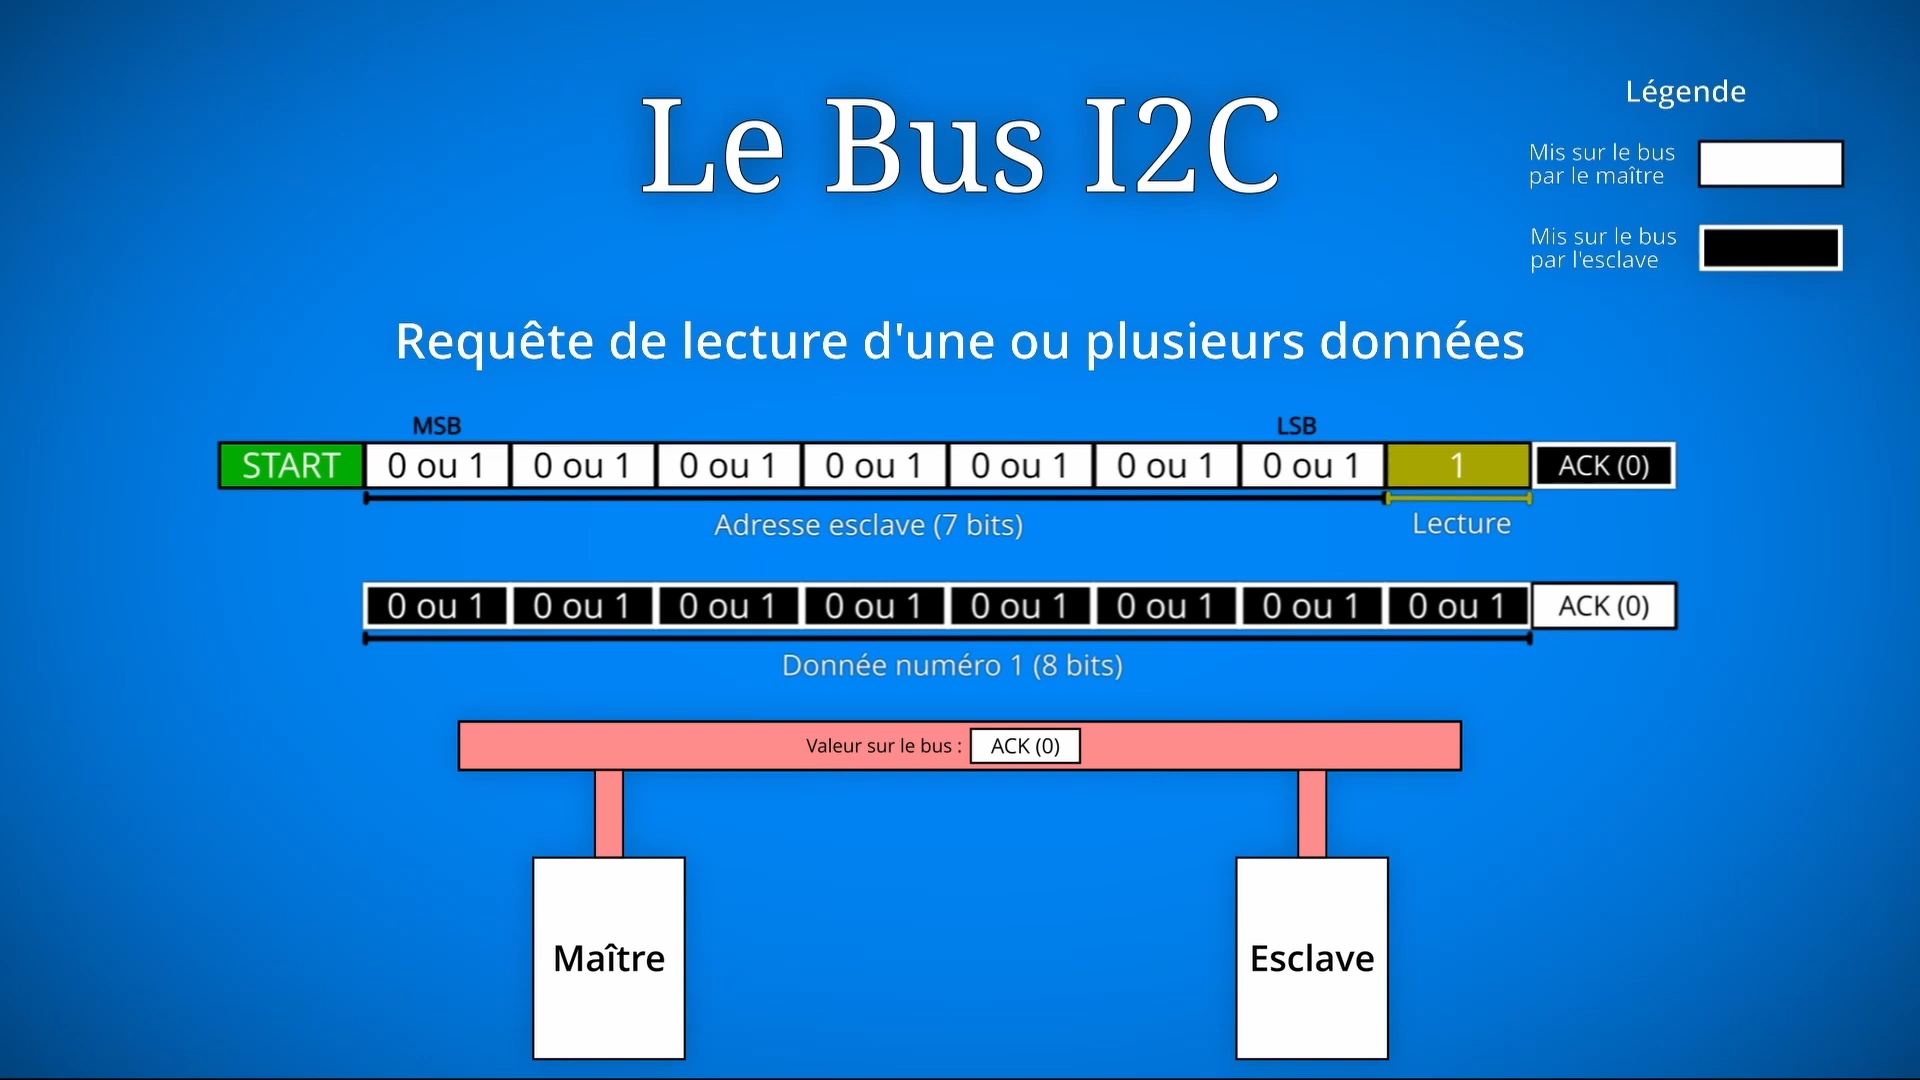 Le Bus I2C
Légende
Mis sur le bus
par le maître
Mis sur le bus
par l'esclave
Requête de lecture d'une ou plusieurs données
MSB LSB
START 0 ou 1 0 ou 1 0 ou 1 0 ou 1 0 ou 1 0 ou 1 0 ou 1 1 ACK (0)
Adresse esclave (7 bits) Lecture
0 ou 1 0 ou 1 0 ou 1 0 ou 1 0 ou 1 0 ou 1 0 ou 1 0 ou 1 ACK (0)
Donnée numéro 1 (8 bits)
Valeur sur le bus : ACK (0)
Maître Esclave